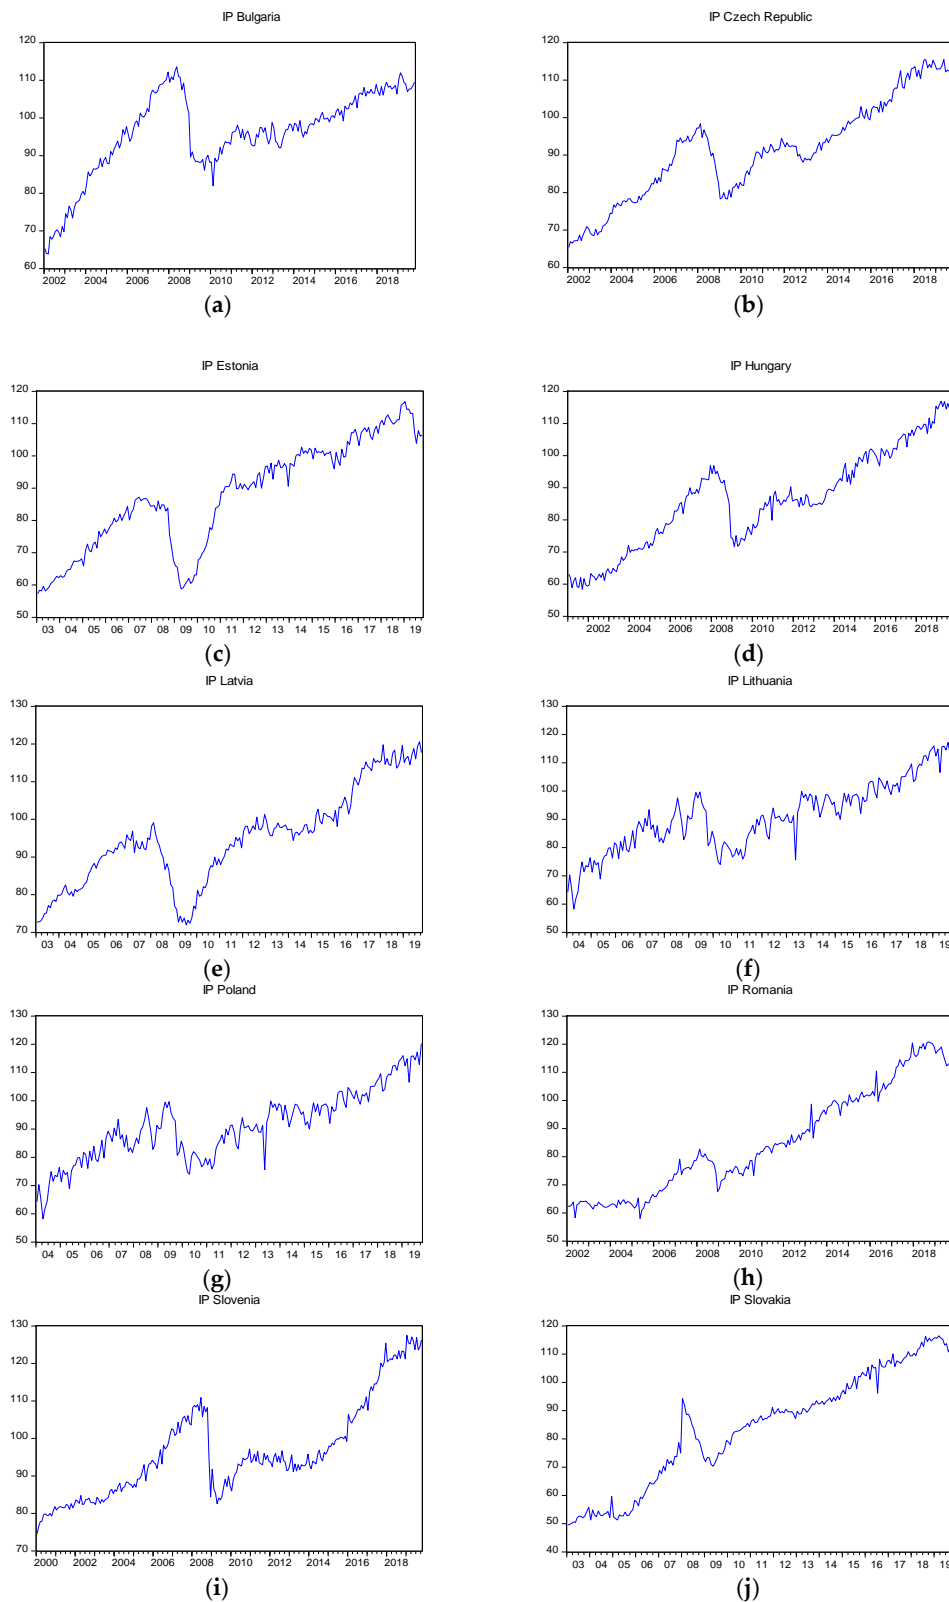 IP Bulgaria
120
110
100
90
80
70
60
2002 2004 2006 2008 2010 2012 2014 2016 2018
(a)
IP Czech Republic
120
110
100
90
80
70
60
2002 2004 2006 2008 2010 2012 2014 2016 2018
(b)
IP Estonia
120
110
100
90
80
70
60
50
03 04 05 06 07 08 09 10 11 12 13 14 15 16 17 18 19
(c)
IP Hungary
120
110
100
90
80
70
60
50
2002 2004 2006 2008 2010 2012 2014 2016 2018
(d)
IP Latvia
130
120
110
100
90
80
70
03 04 05 06 07 08 09 10 11 12 13 14 15 16 17 18 19
(e)
IP Lithuania
130
120
110
100
90
80
70
60
50
04 05 06 07 08 09 10 11 12 13 14 15 16 17 18 19
(f)
IP Poland
130
120
110
100
90
80
70
60
50
04 05 06 07 08 09 10 11 12 13 14 15 16 17 18 19
(g)
IP Romania
130
120
110
100
90
80
70
60
50
2002 2004 2006 2008 2010 2012 2014 2016 2018
(h)
IP Slovenia
130
120
110
100
90
80
70
2000 2002 2004 2006 2008 2010 2012 2014 2016 2018
(i)
IP Slovakia
120
110
100
90
80
70
60
50
40
03 04 05 06 07 08 09 10 11 12 13 14 15 16 17 18 19
(j)